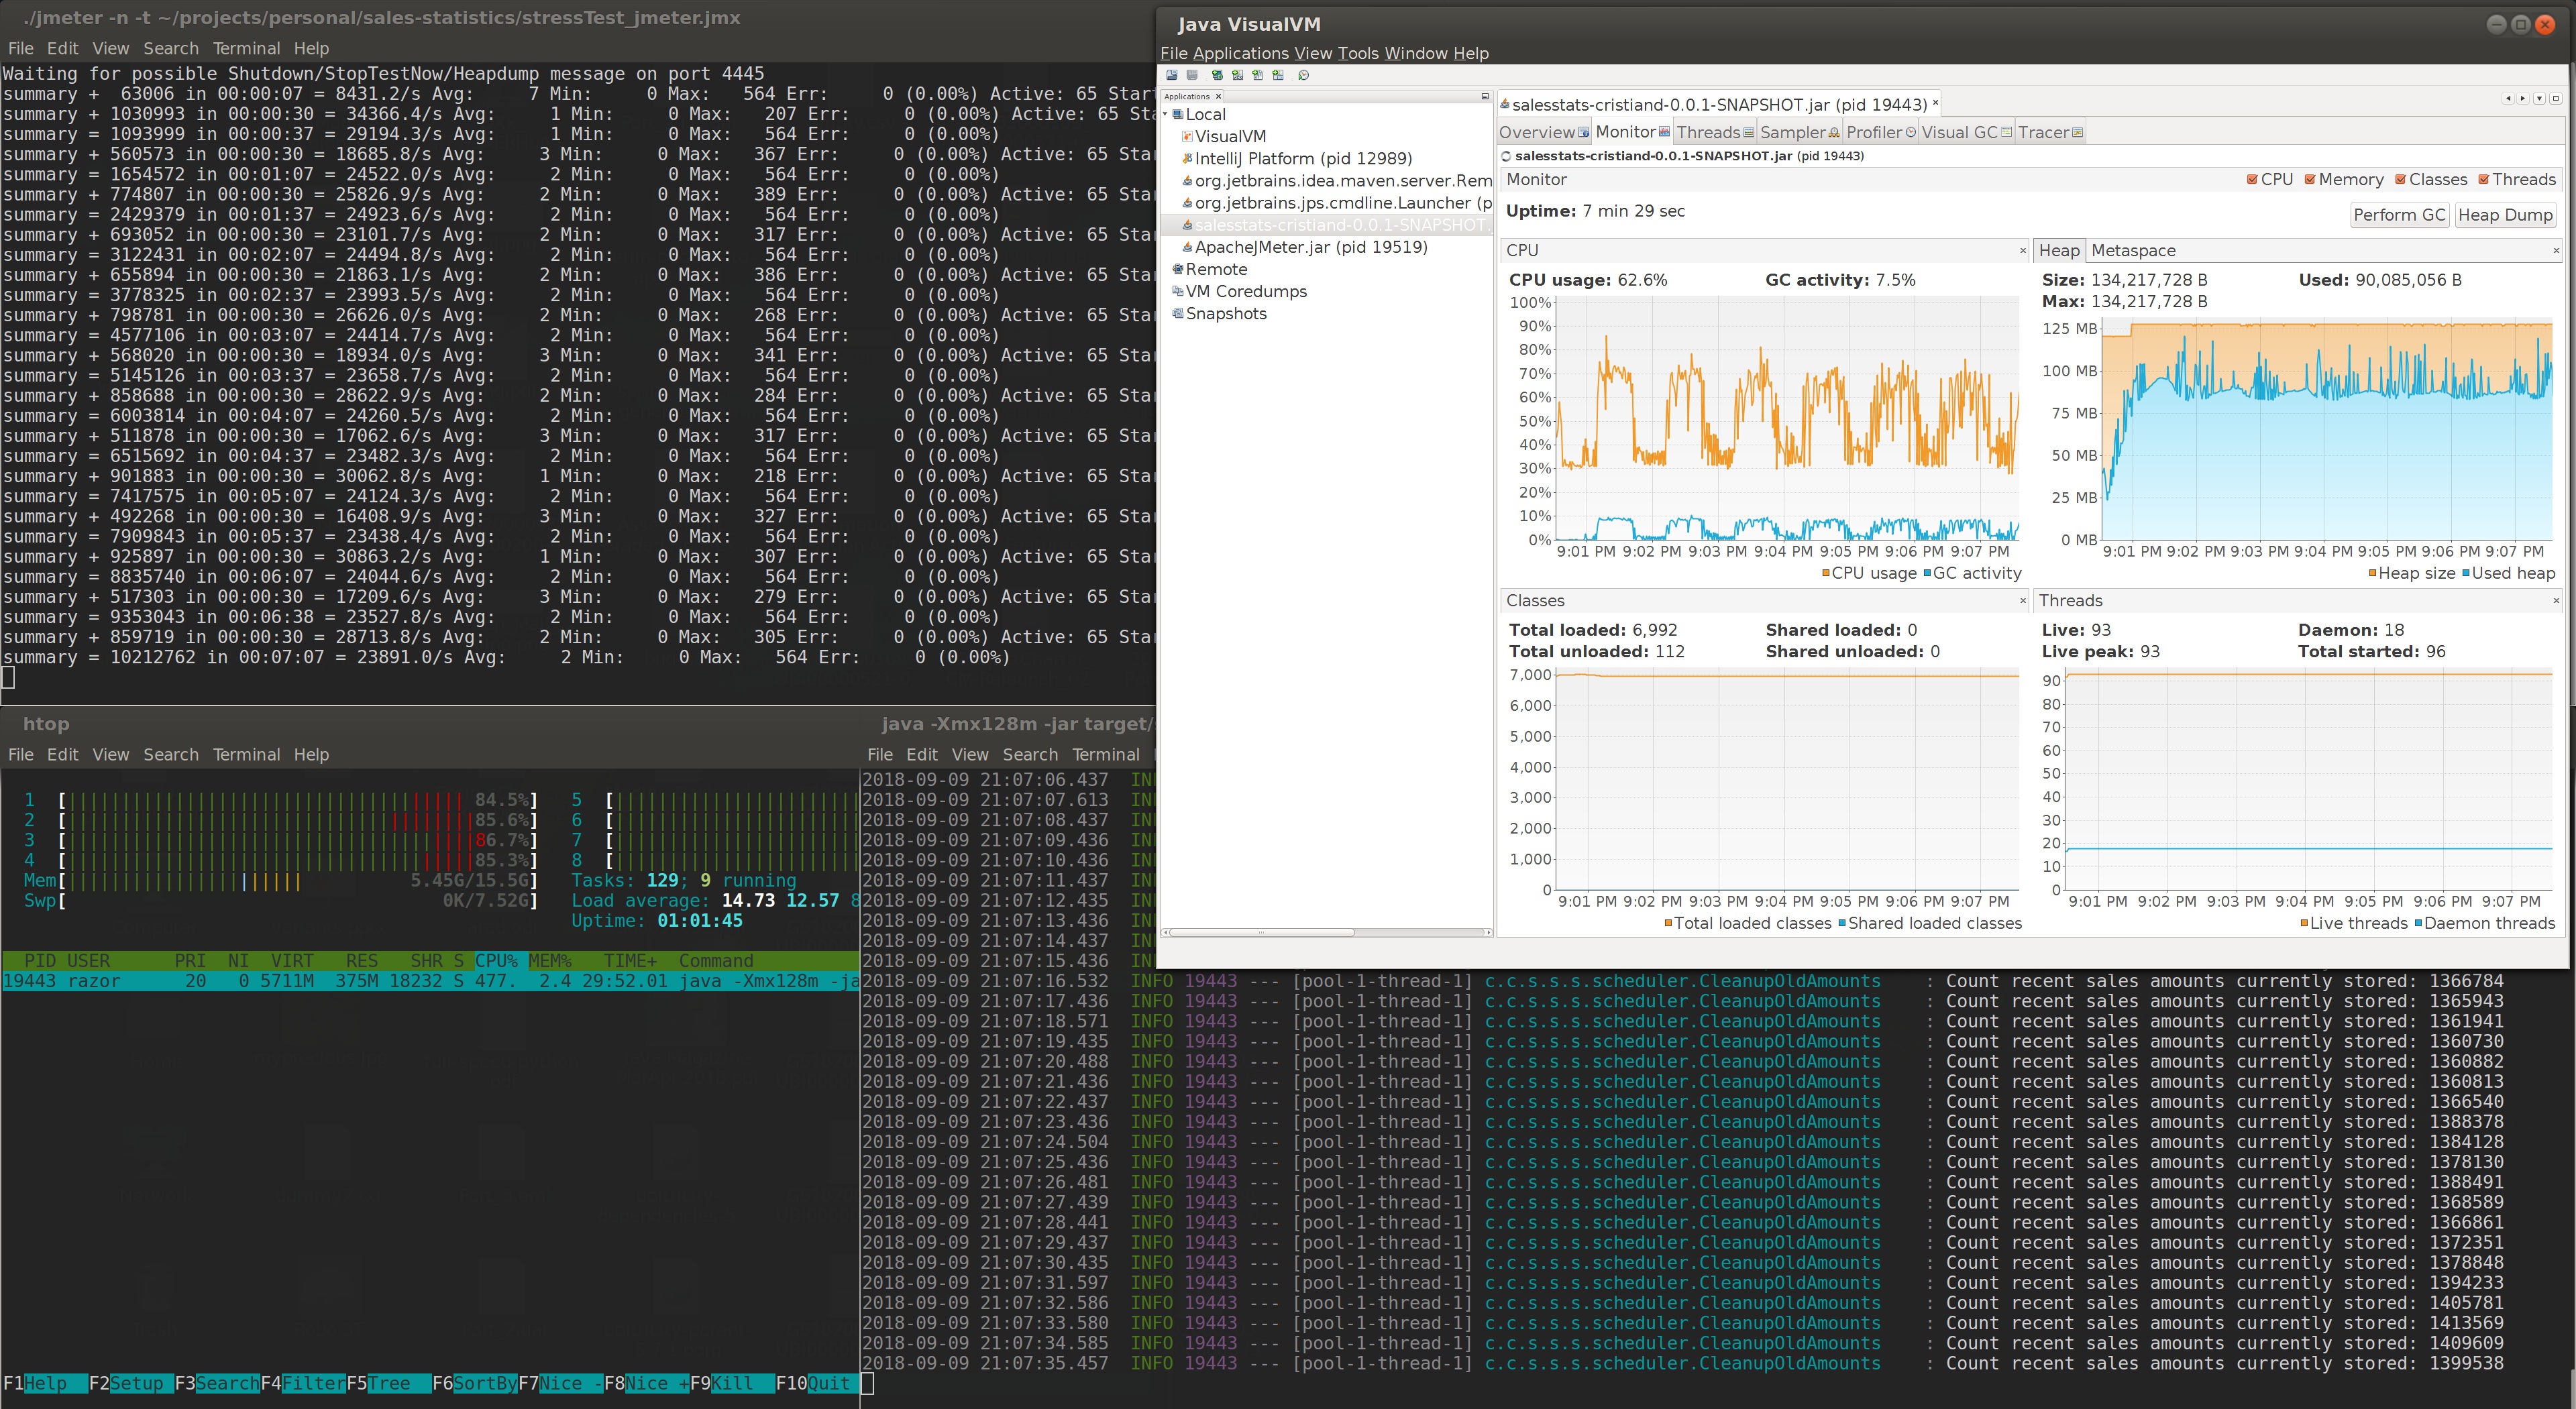 ./jmeter -n -t ~/projects/personal/sales-statistics/stressTest_jmeter.jmx
File Edit View Search Terminal Help
Waiting for possible Shutdown/StopTestNow/Heapdump message on port 4445
summary + 63006 in 00:00:07 = 8431.2/s Avg: 7 Min: 0 Max: 564 Err: 0 (0.00%) Active: 65 Star
summary + 1030993 in 00:00:30 = 34366.4/s Avg: 1 Min: 0 Max: 207 Err: 0 (0.00%) Active: 65 Sta
summary = 1093999 in 00:00:37 = 29194.3/s Avg: 1 Min: 0 Max: 564 Err: 0 (0.00%)
summary + 560573 in 00:00:30 = 18685.8/s Avg: 3 Min: 0 Max: 367 Err: 0 (0.00%) Active: 65 Star
summary = 1654572 in 00:01:07 = 24522.0/s Avg: 2 Min: 0 Max: 564 Err: 0 (0.00%)
summary + 774807 in 00:00:30 = 25826.9/s Avg: 2 Min: 0 Max: 389 Err: 0 (0.00%) Active: 65 Star
summary = 2429379 in 00:01:37 = 24923.6/s Avg: 2 Min: 0 Max: 564 Err: 0 (0.00%)
summary + 693052 in 00:00:30 = 23101.7/s Avg: 2 Min: 0 Max: 317 Err: 0 (0.00%) Active: 65 Star
summary = 3122431 in 00:02:07 = 24494.8/s Avg: 2 Min: 0 Max: 564 Err: 0 (0.00%)
summary + 655894 in 00:00:30 = 21863.1/s Avg: 2 Min: 0 Max: 386 Err: 0 (0.00%) Active: 65 Star
summary = 3778325 in 00:02:37 = 23993.5/s Avg: 2 Min: 0 Max: 564 Err: 0 (0.00%)
summary + 798781 in 00:00:30 = 26626.0/s Avg: 2 Min: 0 Max: 268 Err: 0 (0.00%) Active: 65 Star
summary = 4577106 in 00:03:07 = 24414.7/s Avg: 2 Min: 0 Max: 564 Err: 0 (0.00%)
summary + 568020 in 00:00:30 = 18934.0/s Avg: 3 Min: 0 Max: 341 Err: 0 (0.00%) Active: 65 Star
summary = 5145126 in 00:03:37 = 23658.7/s Avg: 2 Min: 0 Max: 564 Err: 0 (0.00%)
summary + 858688 in 00:00:30 = 28622.9/s Avg: 2 Min: 0 Max: 284 Err: 0 (0.00%) Active: 65 Star
summary = 6003814 in 00:04:07 = 24260.5/s Avg: 2 Min: 0 Max: 564 Err: 0 (0.00%)
summary + 511878 in 00:00:30 = 17062.6/s Avg: 3 Min: 0 Max: 317 Err: 0 (0.00%) Active: 65 Star
summary = 6515692 in 00:04:37 = 23482.3/s Avg: 2 Min: 0 Max: 564 Err: 0 (0.00%)
summary + 901883 in 00:00:30 = 30062.8/s Avg: 1 Min: 0 Max: 218 Err: 0 (0.00%) Active: 65 Star
summary = 7417575 in 00:05:07 = 24124.3/s Avg: 2 Min: 0 Max: 564 Err: 0 (0.00%)
summary + 492268 in 00:00:30 = 16408.9/s Avg: 3 Min: 0 Max: 327 Err: 0 (0.00%) Active: 65 Star
summary = 7909843 in 00:05:37 = 23438.4/s Avg: 2 Min: 0 Max: 564 Err: 0 (0.00%)
summary + 925897 in 00:00:30 = 30863.2/s Avg: 1 Min: 0 Max: 307 Err: 0 (0.00%) Active: 65 Star
summary = 8835740 in 00:06:07 = 24044.6/s Avg: 2 Min: 0 Max: 564 Err: 0 (0.00%)
summary + 517303 in 00:00:30 = 17209.6/s Avg: 3 Min: 0 Max: 279 Err: 0 (0.00%) Active: 65 Star
summary = 9353043 in 00:06:38 = 23527.8/s Avg: 2 Min: 0 Max: 564 Err: 0 (0.00%)
summary + 859719 in 00:00:30 = 28713.8/s Avg: 2 Min: 0 Max: 305 Err: 0 (0.00%) Active: 65 Star
summary = 10212762 in 00:07:07 = 23891.0/s Avg: 2 Min: 0 Max: 564 Err: 0 (0.00%)
Java VisualVM
File Applications View Tools Window Help
Applications
Local
VisualVM
IntelliJ Platform (pid 12989)
org.jetbrains.idea.maven.server.Rem
org.jetbrains.jps.cmdline.Launcher (p
salesstats-cristiand-0.0.1-SNAPSHOT.
ApacheJMeter.jar (pid 19519)
Remote
VM Coredumps
Snapshots
salesstats-cristiand-0.0.1-SNAPSHOT.jar (pid 19443)
Overview Monitor Threads Sampler Profiler Visual GC Tracer
salesstats-cristiand-0.0.1-SNAPSHOT.jar (pid 19443)
Monitor CPU Memory Classes Threads
Uptime: 7 min 29 sec Perform GC Heap Dump
CPU
CPU usage: 62.6% GC activity: 7.5%
100%
90%
80%
70%
60%
50%
40%
30%
20%
10%
0%
9:01 PM 9:02 PM 9:03 PM 9:04 PM 9:05 PM 9:06 PM 9:07 PM
CPU usage GC activity
Heap Metaspace
Size: 134,217,728 B Used: 90,085,056 B
Max: 134,217,728 B
125 MB
100 MB
75 MB
50 MB
25 MB
0 MB
9:01 PM 9:02 PM 9:03 PM 9:04 PM 9:05 PM 9:06 PM 9:07 PM
Heap size Used heap
Classes
Total loaded: 6,992 Shared loaded: 0
Total unloaded: 112 Shared unloaded: 0
7,000
6,000
5,000
4,000
3,000
2,000
1,000
0
9:01 PM 9:02 PM 9:03 PM 9:04 PM 9:05 PM 9:06 PM 9:07 PM
Total loaded classes Shared loaded classes
Threads
Live: 93 Daemon: 18
Live peak: 93 Total started: 96
90
80
70
60
50
40
30
20
10
0
9:01 PM 9:02 PM 9:03 PM 9:04 PM 9:05 PM 9:06 PM 9:07 PM
Live threads Daemon threads
htop
File Edit View Search Terminal Help
1 [ 84.5%] 5 [
2 [ 85.6%] 6 [
3 [ 86.7%] 7 [
4 [ 85.3%] 8 [
Mem[ 5.45G/15.5G] Tasks: 129; 9 running
Swp[ 0K/7.52G] Load average: 14.73 12.57 8
Uptime: 01:01:45
PID USER PRI NI VIRT RES SHR S CPU% MEM% TIME+ Command
19443 razor 20 0 5711M 375M 18232 S 477. 2.4 29:52.01 java -Xmx128m -ja
F1Help F2Setup F3SearchF4FilterF5Tree F6SortByF7Nice -F8Nice +F9Kill F10Quit
java -Xmx128m -jar target/
File Edit View Search Terminal
2018-09-09 21:07:06.437 IN
2018-09-09 21:07:07.613 IN
2018-09-09 21:07:08.437 IN
2018-09-09 21:07:09.436 IN
2018-09-09 21:07:10.436 IN
2018-09-09 21:07:11.437 IN
2018-09-09 21:07:12.435 IN
2018-09-09 21:07:13.436 IN
2018-09-09 21:07:14.437 IN
2018-09-09 21:07:15.436 IN
2018-09-09 21:07:16.532 INFO 19443 --- [pool-1-thread-1] c.c.s.s.s.scheduler.CleanupOldAmounts : Count recent sales amounts currently stored: 1366784
2018-09-09 21:07:17.436 INFO 19443 --- [pool-1-thread-1] c.c.s.s.s.scheduler.CleanupOldAmounts : Count recent sales amounts currently stored: 1365943
2018-09-09 21:07:18.571 INFO 19443 --- [pool-1-thread-1] c.c.s.s.s.scheduler.CleanupOldAmounts : Count recent sales amounts currently stored: 1361941
2018-09-09 21:07:19.435 INFO 19443 --- [pool-1-thread-1] c.c.s.s.s.scheduler.CleanupOldAmounts : Count recent sales amounts currently stored: 1360730
2018-09-09 21:07:20.488 INFO 19443 --- [pool-1-thread-1] c.c.s.s.s.scheduler.CleanupOldAmounts : Count recent sales amounts currently stored: 1360882
2018-09-09 21:07:21.436 INFO 19443 --- [pool-1-thread-1] c.c.s.s.s.scheduler.CleanupOldAmounts : Count recent sales amounts currently stored: 1360813
2018-09-09 21:07:22.437 INFO 19443 --- [pool-1-thread-1] c.c.s.s.s.scheduler.CleanupOldAmounts : Count recent sales amounts currently stored: 1366540
2018-09-09 21:07:23.436 INFO 19443 --- [pool-1-thread-1] c.c.s.s.s.scheduler.CleanupOldAmounts : Count recent sales amounts currently stored: 1388378
2018-09-09 21:07:24.504 INFO 19443 --- [pool-1-thread-1] c.c.s.s.s.scheduler.CleanupOldAmounts : Count recent sales amounts currently stored: 1384128
2018-09-09 21:07:25.436 INFO 19443 --- [pool-1-thread-1] c.c.s.s.s.scheduler.CleanupOldAmounts : Count recent sales amounts currently stored: 1378130
2018-09-09 21:07:26.481 INFO 19443 --- [pool-1-thread-1] c.c.s.s.s.scheduler.CleanupOldAmounts : Count recent sales amounts currently stored: 1388491
2018-09-09 21:07:27.439 INFO 19443 --- [pool-1-thread-1] c.c.s.s.s.scheduler.CleanupOldAmounts : Count recent sales amounts currently stored: 1368589
2018-09-09 21:07:28.441 INFO 19443 --- [pool-1-thread-1] c.c.s.s.s.scheduler.CleanupOldAmounts : Count recent sales amounts currently stored: 1366861
2018-09-09 21:07:29.437 INFO 19443 --- [pool-1-thread-1] c.c.s.s.s.scheduler.CleanupOldAmounts : Count recent sales amounts currently stored: 1372351
2018-09-09 21:07:30.435 INFO 19443 --- [pool-1-thread-1] c.c.s.s.s.scheduler.CleanupOldAmounts : Count recent sales amounts currently stored: 1378848
2018-09-09 21:07:31.597 INFO 19443 --- [pool-1-thread-1] c.c.s.s.s.scheduler.CleanupOldAmounts : Count recent sales amounts currently stored: 1394233
2018-09-09 21:07:32.586 INFO 19443 --- [pool-1-thread-1] c.c.s.s.s.scheduler.CleanupOldAmounts : Count recent sales amounts currently stored: 1405781
2018-09-09 21:07:33.580 INFO 19443 --- [pool-1-thread-1] c.c.s.s.s.scheduler.CleanupOldAmounts : Count recent sales amounts currently stored: 1413569
2018-09-09 21:07:34.585 INFO 19443 --- [pool-1-thread-1] c.c.s.s.s.scheduler.CleanupOldAmounts : Count recent sales amounts currently stored: 1409609
2018-09-09 21:07:35.457 INFO 19443 --- [pool-1-thread-1] c.c.s.s.s.scheduler.CleanupOldAmounts : Count recent sales amounts currently stored: 1399538